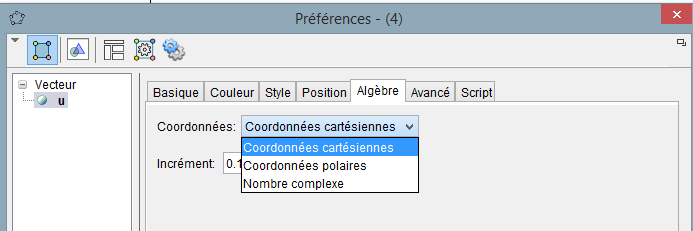 Préférences - (4)
Vecteur
u
Basique Couleur Style Position Algèbre Avancé Script
Coordonnées: Coordonnées cartésiennes
Coordonnées cartésiennes
Coordonnées polaires
Nombre complexe
Incrément: 0.1